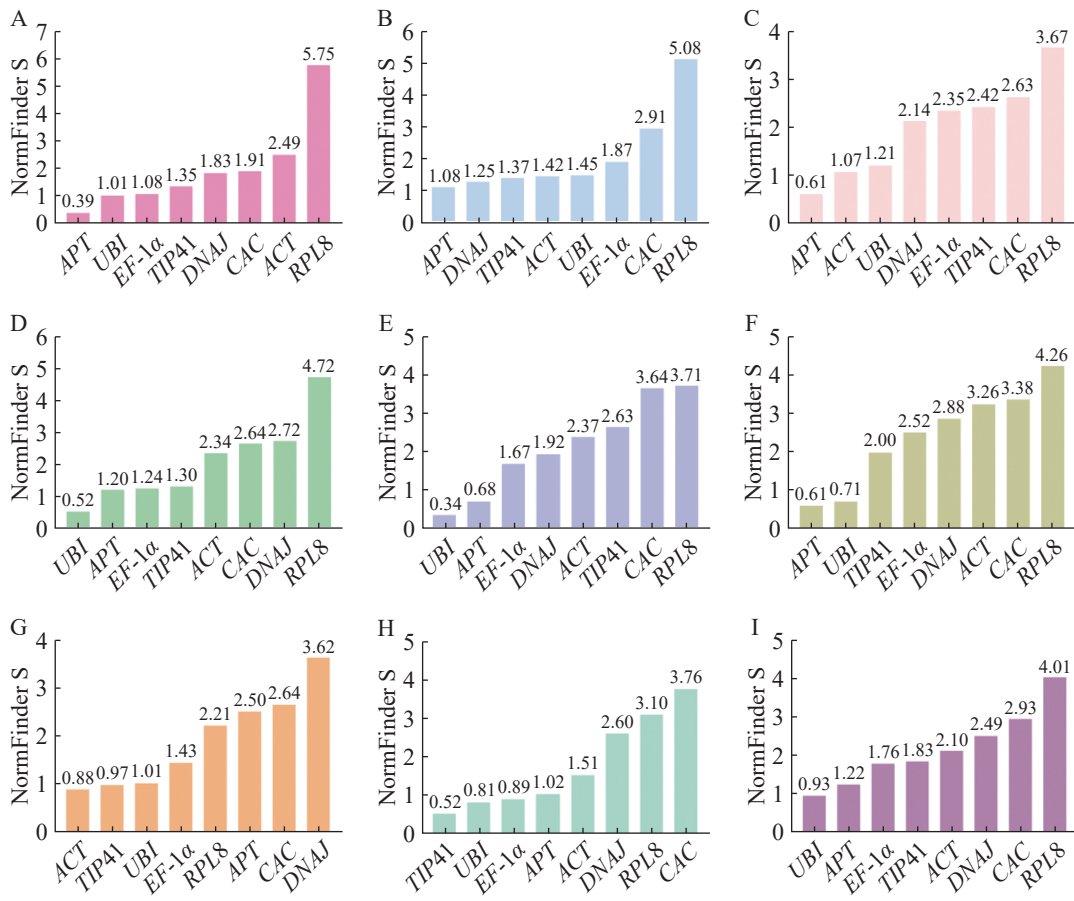 A
NormFinder S
7
6
5
4
3
2
1
0
0.39 1.01 1.08 1.35 1.83 1.91 2.49 5.75
APT UBI EF-1α TIP41 DNAJ CAC ACT RPL8
B
NormFinder S
6
5
4
3
2
1
0
1.08 1.25 1.37 1.42 1.45 1.87 2.91 5.08
APT DNAJ TIP41 ACT UBI EF-1α CAC RPL8
C
NormFinder S
4
3
2
1
0
0.61 1.07 1.21 2.14 2.35 2.42 2.63 3.67
APT ACT UBI DNAJ EF-1α TIP41 CAC RPL8
D
NormFinder S
6
5
4
3
2
1
0
0.52 1.20 1.24 1.30 2.34 2.64 2.72 4.72
UBI APT EF-1α TIP41 ACT CAC DNAJ RPL8
E
NormFinder S
5
4
3
2
1
0
0.34 0.68 1.67 1.92 2.37 2.63 3.64 3.71
UBI APT EF-1α DNAJ ACT TIP41 CAC RPL8
F
NormFinder S
5
4
3
2
1
0
0.61 0.71 2.00 2.52 2.88 3.26 3.38 4.26
APT UBI TIP41 EF-1α DNAJ ACT CAC RPL8
G
NormFinder S
4
3
2
1
0
0.88 0.97 1.01 1.43 2.21 2.50 2.64 3.62
ACT TIP41 UBI EF-1α RPL8 APT CAC DNAJ
H
NormFinder S
5
4
3
2
1
0
0.52 0.81 0.89 1.02 1.51 2.60 3.10 3.76
TIP41 UBI EF-1α APT ACT DNAJ RPL8 CAC
I
NormFinder S
5
4
3
2
1
0
0.93 1.22 1.76 1.83 2.10 2.49 2.93 4.01
UBI APT EF-1α TIP41 ACT DNAJ CAC RPL8